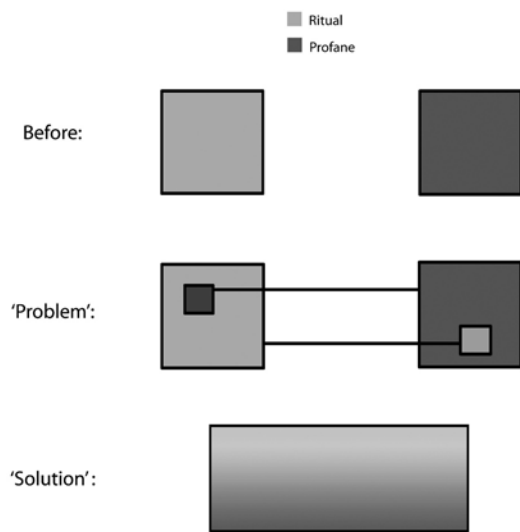 Ritual
Profane
Before:
‘Problem’:
‘Solution’: